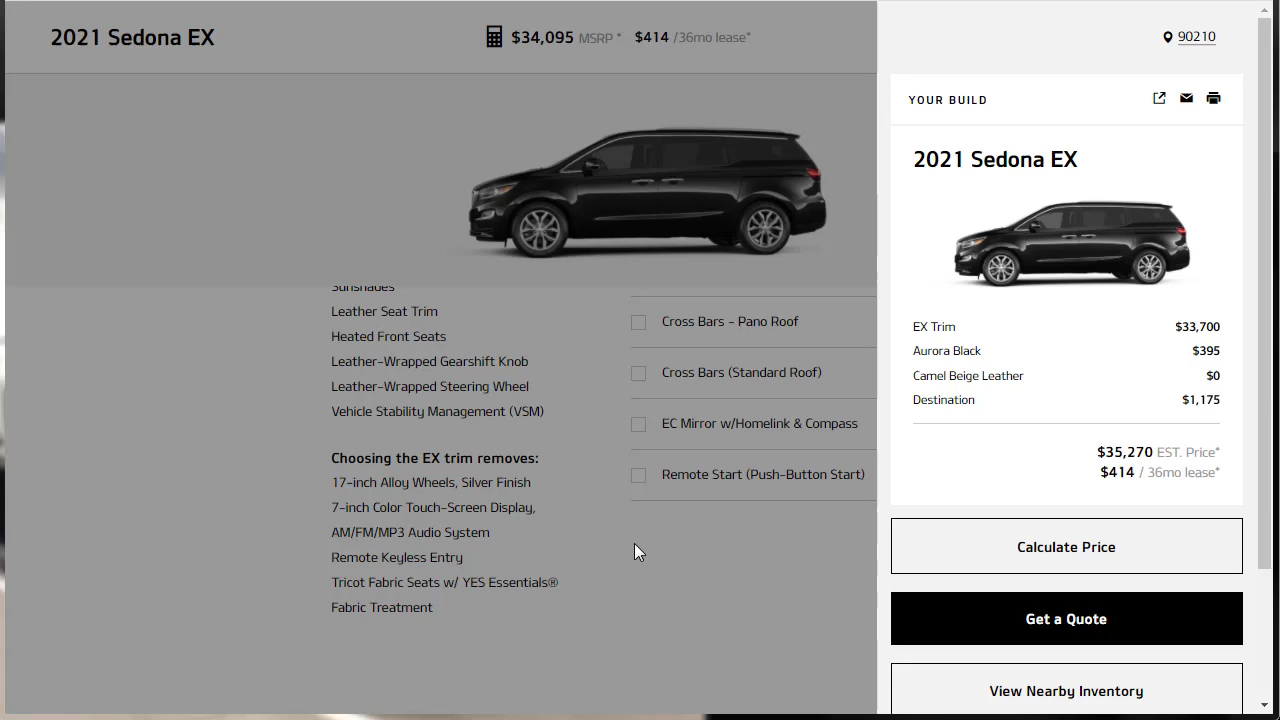 2021 Sedona EX
$34,095 MSRP * $414 /36mo lease*
90210
YOUR BUILD
2021 Sedona EX
EX Trim $33,700
Aurora Black $395
Camel Beige Leather $0
Destination $1,175
$35,270 EST. Price*
$414 / 36mo lease*
Calculate Price
Get a Quote
View Nearby Inventory
Sunshades
Leather Seat Trim
Heated Front Seats
Leather-Wrapped Gearshift Knob
Leather-Wrapped Steering Wheel
Vehicle Stability Management (VSM)
Choosing the EX trim removes:
17-inch Alloy Wheels, Silver Finish
7-inch Color Touch-Screen Display,
AM/FM/MP3 Audio System
Remote Keyless Entry
Tricot Fabric Seats w/ YES Essentials®
Fabric Treatment
Cross Bars - Pano Roof
Cross Bars (Standard Roof)
EC Mirror w/Homelink & Compass
Remote Start (Push-Button Start)